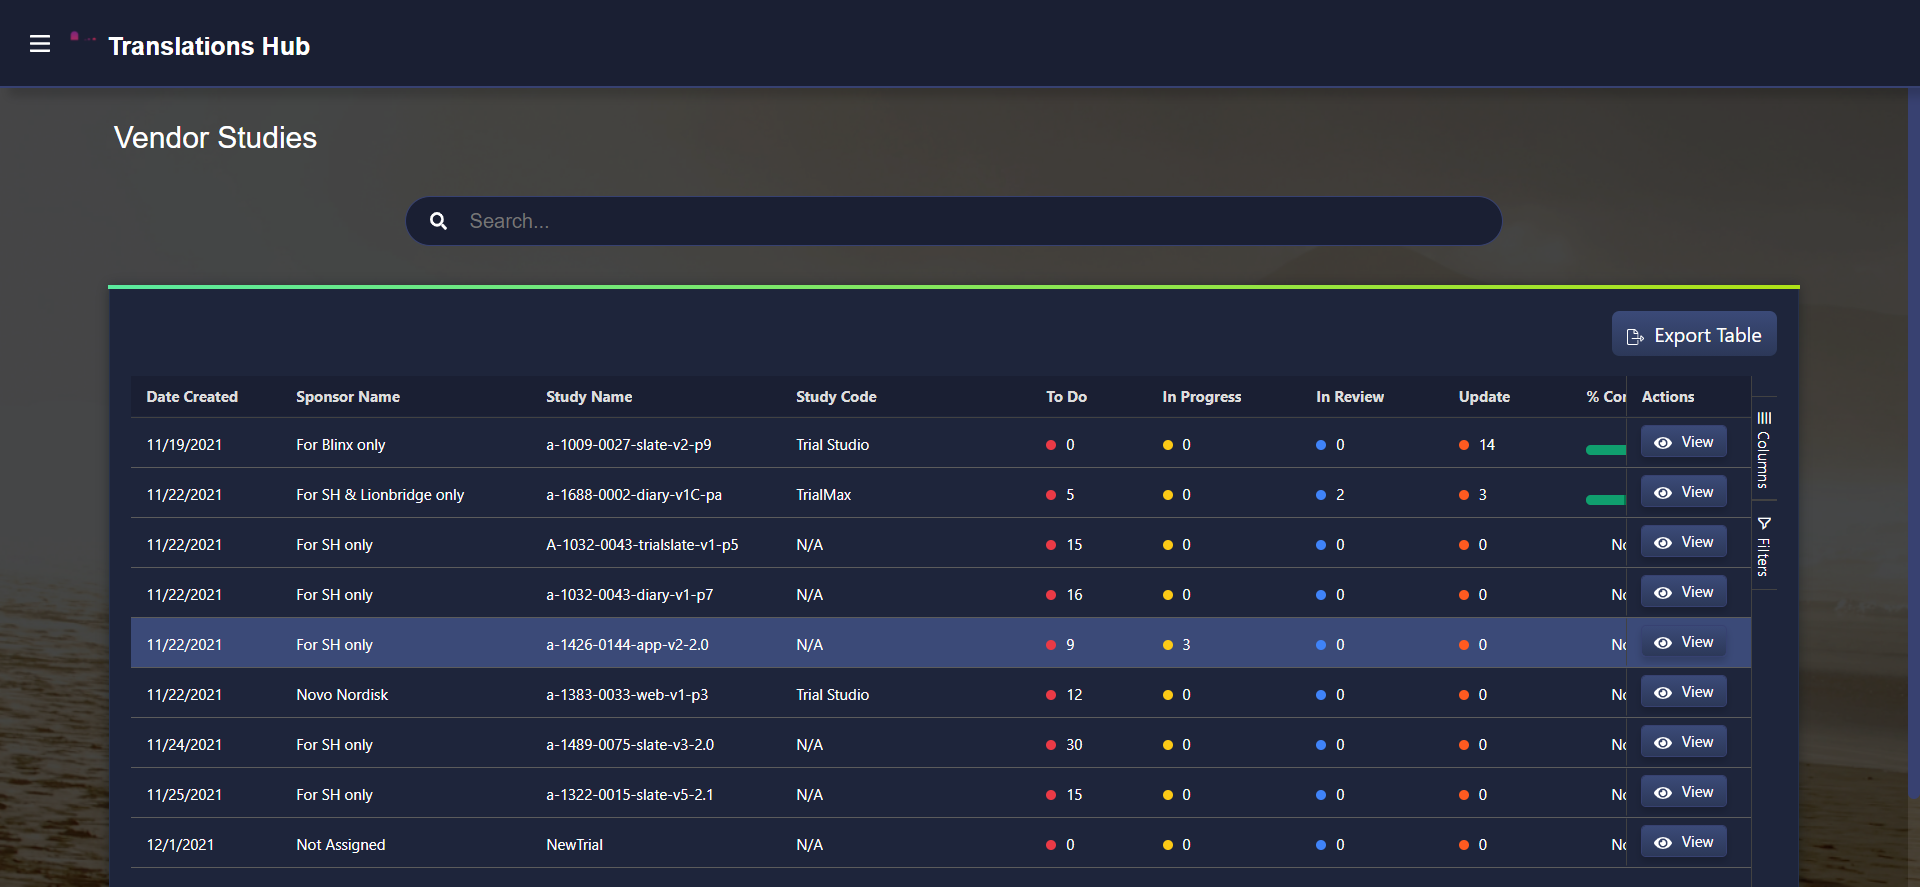 Translations Hub
Vendor Studies
Search...
Export Table
Date Created Sponsor Name Study Name Study Code To Do In Progress In Review Update % Con Actions
11/19/2021 For Blinx only a-1009-0027-slate-v2-p9 Trial Studio 0 0 0 14 View
11/22/2021 For SH & Lionbridge only a-1688-0002-diary-v1C-pa TrialMax 5 0 2 3 View
11/22/2021 For SH only A-1032-0043-trialslate-v1-p5 N/A 15 0 0 0 No View
11/22/2021 For SH only a-1032-0043-diary-v1-p7 N/A 16 0 0 0 No View
11/22/2021 For SH only a-1426-0144-app-v2-2.0 N/A 9 3 0 0 No View
11/22/2021 Novo Nordisk a-1383-0033-web-v1-p3 Trial Studio 12 0 0 0 No View
11/24/2021 For SH only a-1489-0075-slate-v3-2.0 N/A 30 0 0 0 No View
11/25/2021 For SH only a-1322-0015-slate-v5-2.1 N/A 15 0 0 0 No View
12/1/2021 Not Assigned NewTrial N/A 0 0 0 0 No View
Columns
Filters